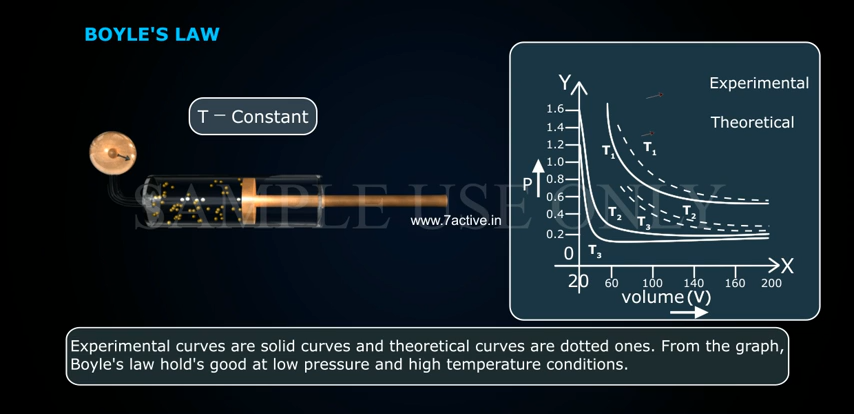 BOYLE'S LAW
T – Constant
SAMPLE USE ONLY
www.7active.in
Y
Experimental
Theoretical
1.6
1.4
1.2
1.0
0.8
0.6
0.4
0.2
0
P
T1
T1
T2
T2
T3
T3
X
20 60 100 140 160 200
volume(V)
Experimental curves are solid curves and theoretical curves are dotted ones. From the graph,
Boyle's law hold's good at low pressure and high temperature conditions.